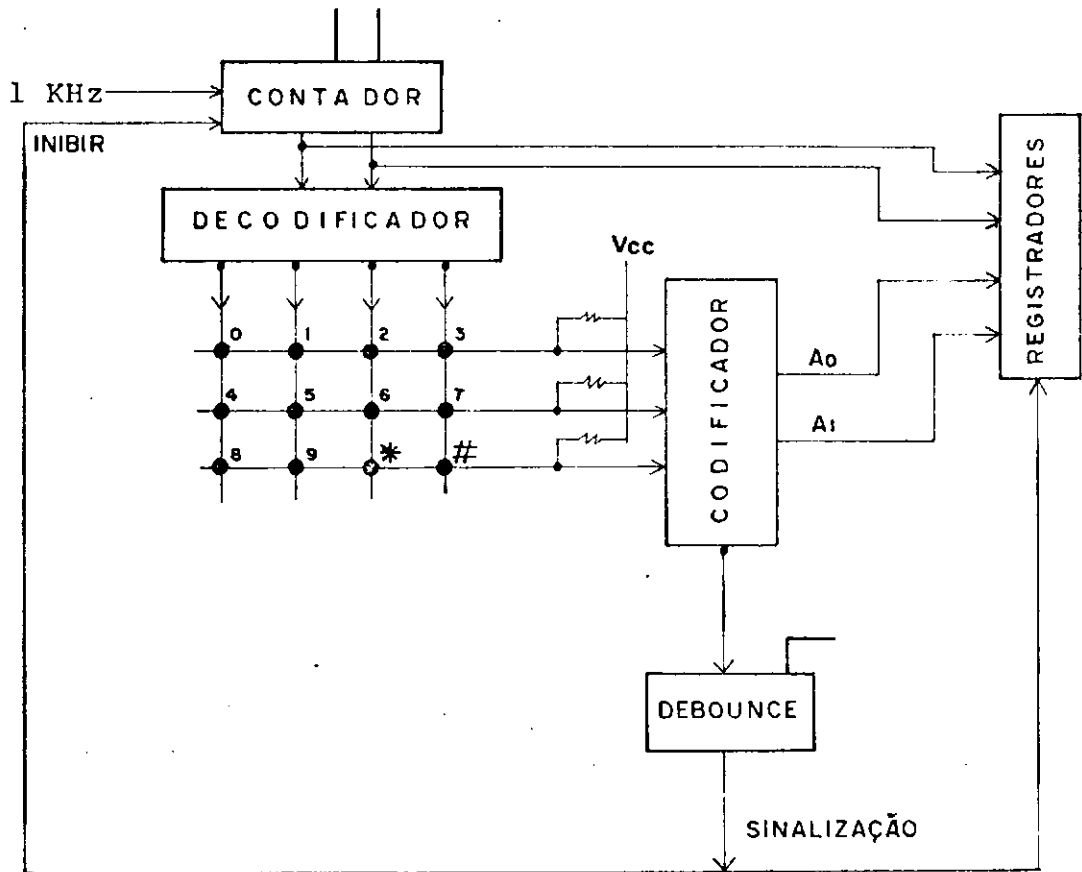 1 KHz
CONTADOR
INIBIR
DECODIFICADOR
Vcc
0 1 2 3
4 5 6 7
8 9 * #
CODIFICADOR
A0
A1
REGISTRADORES
DEBOUNCE
SINALIZAÇÃO